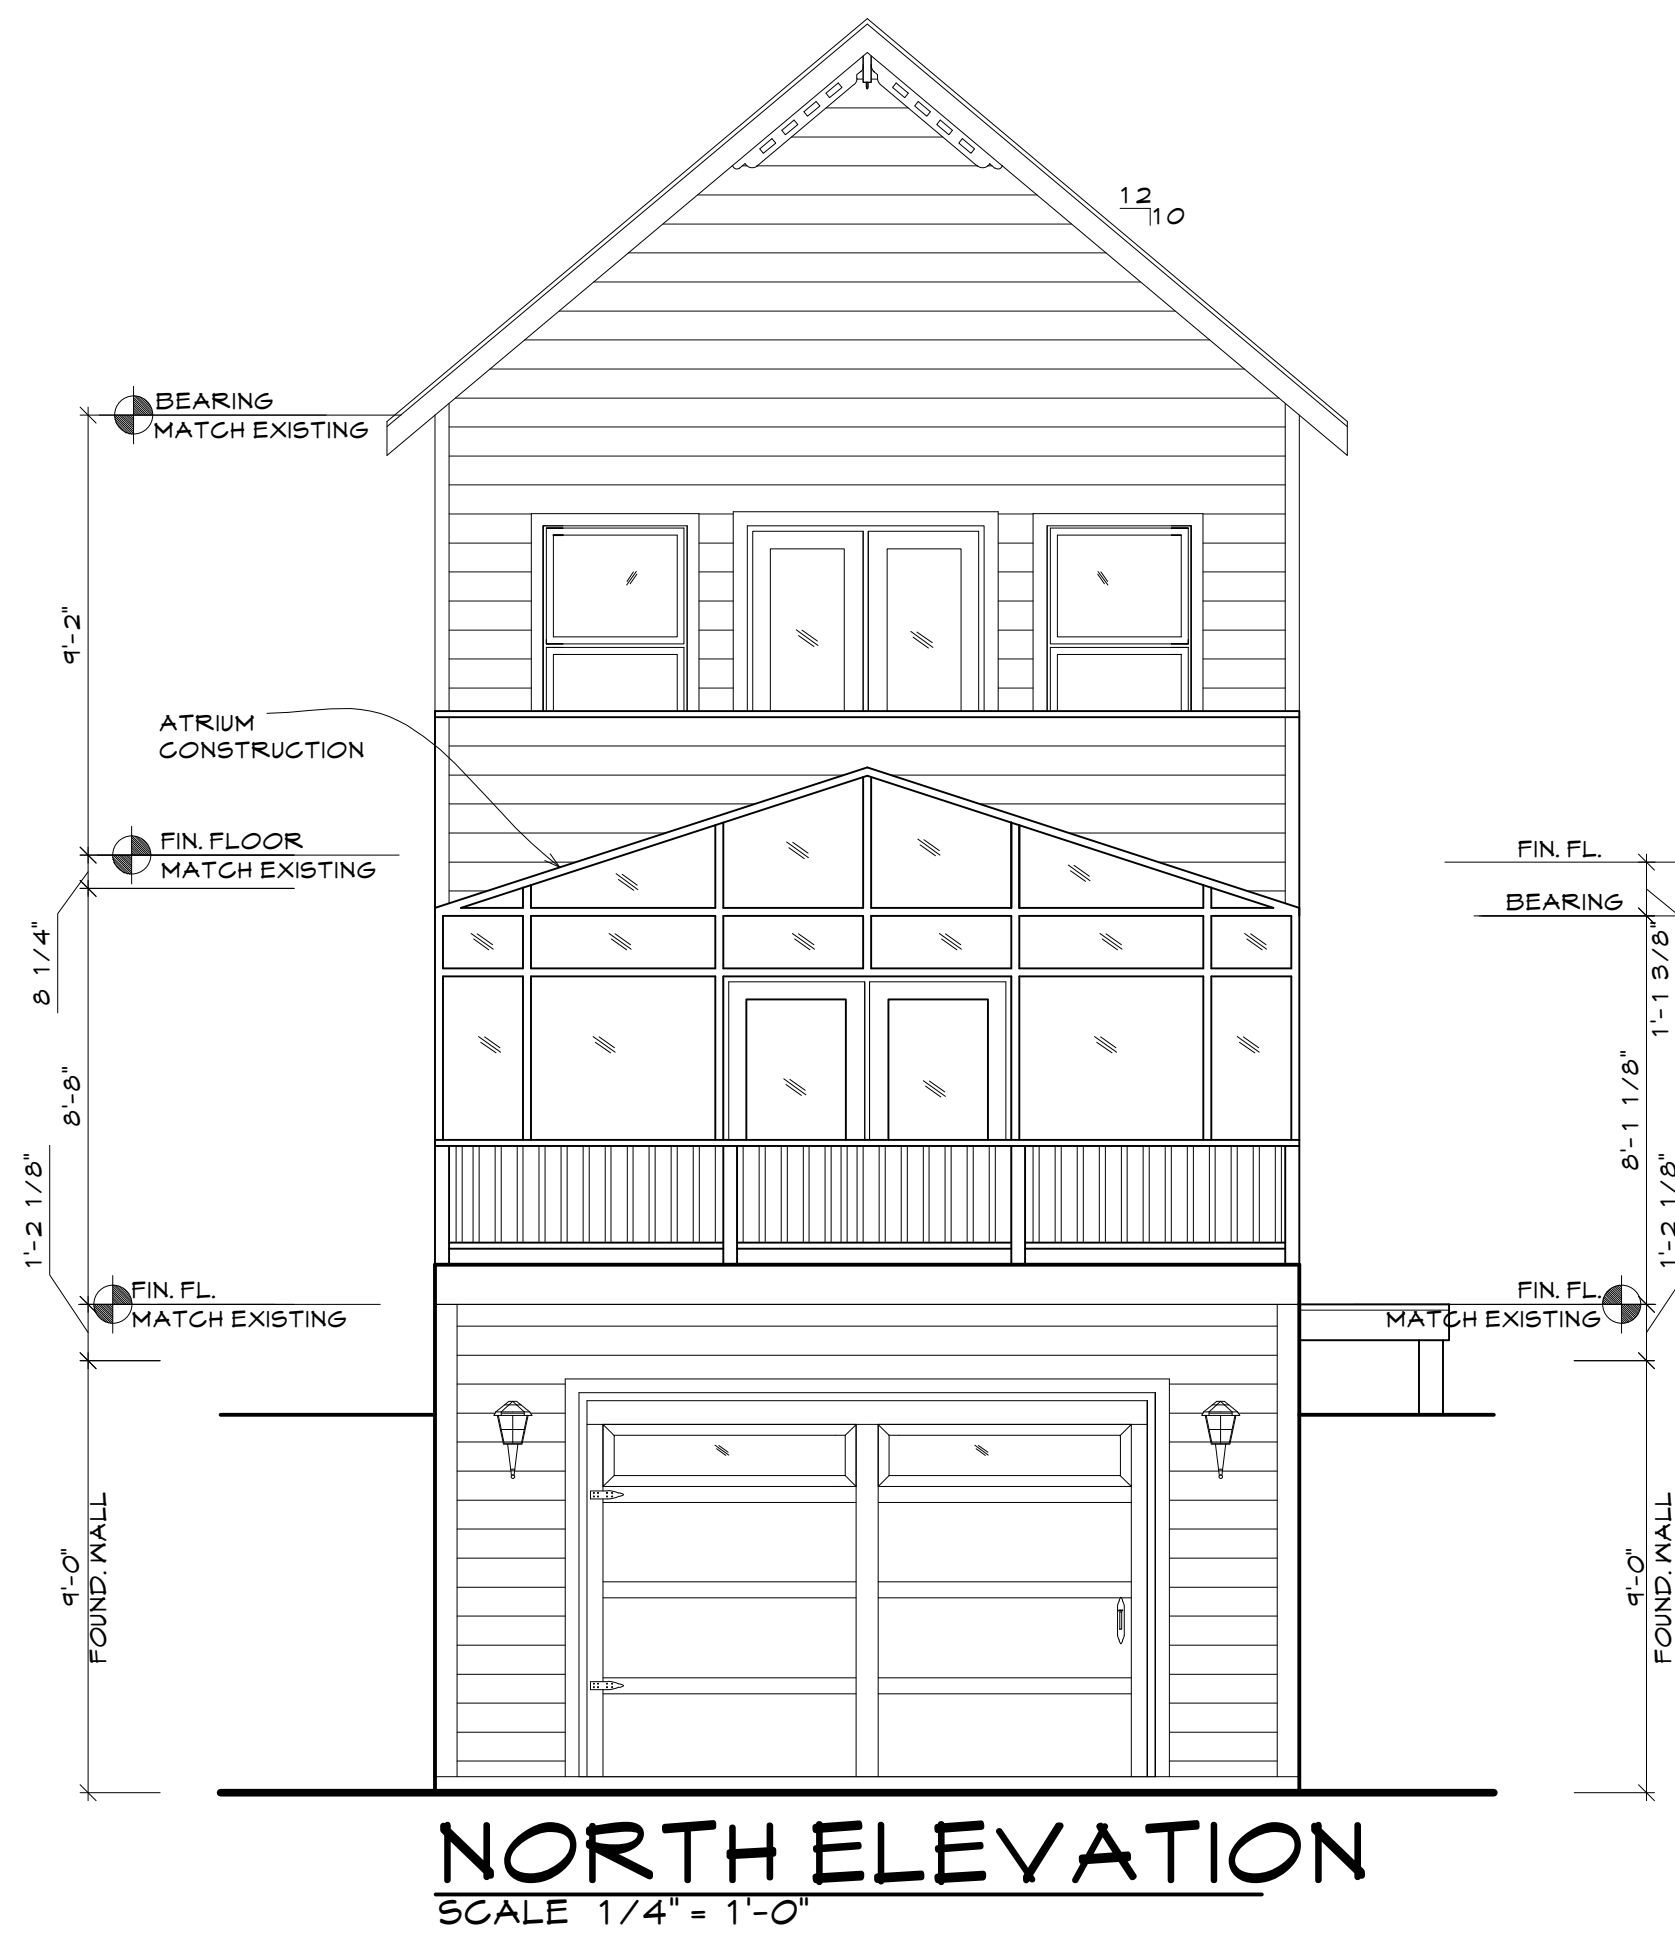 12
10
BEARING
MATCH EXISTING
9'-2"
ATRIUM
CONSTRUCTION
FIN. FLOOR
MATCH EXISTING
FIN. FL.
BEARING
8 1/4"
1'-1 3/8"
8'-8"
8'-1 1/8"
1'-2 1/8"
1'-2 1/8"
FIN. FL.
MATCH EXISTING
FIN. FL.
MATCH EXISTING
9'-0"
FOUND. WALL
9'-0"
FOUND. WALL
NORTH ELEVATION
SCALE 1/4" = 1'-0"